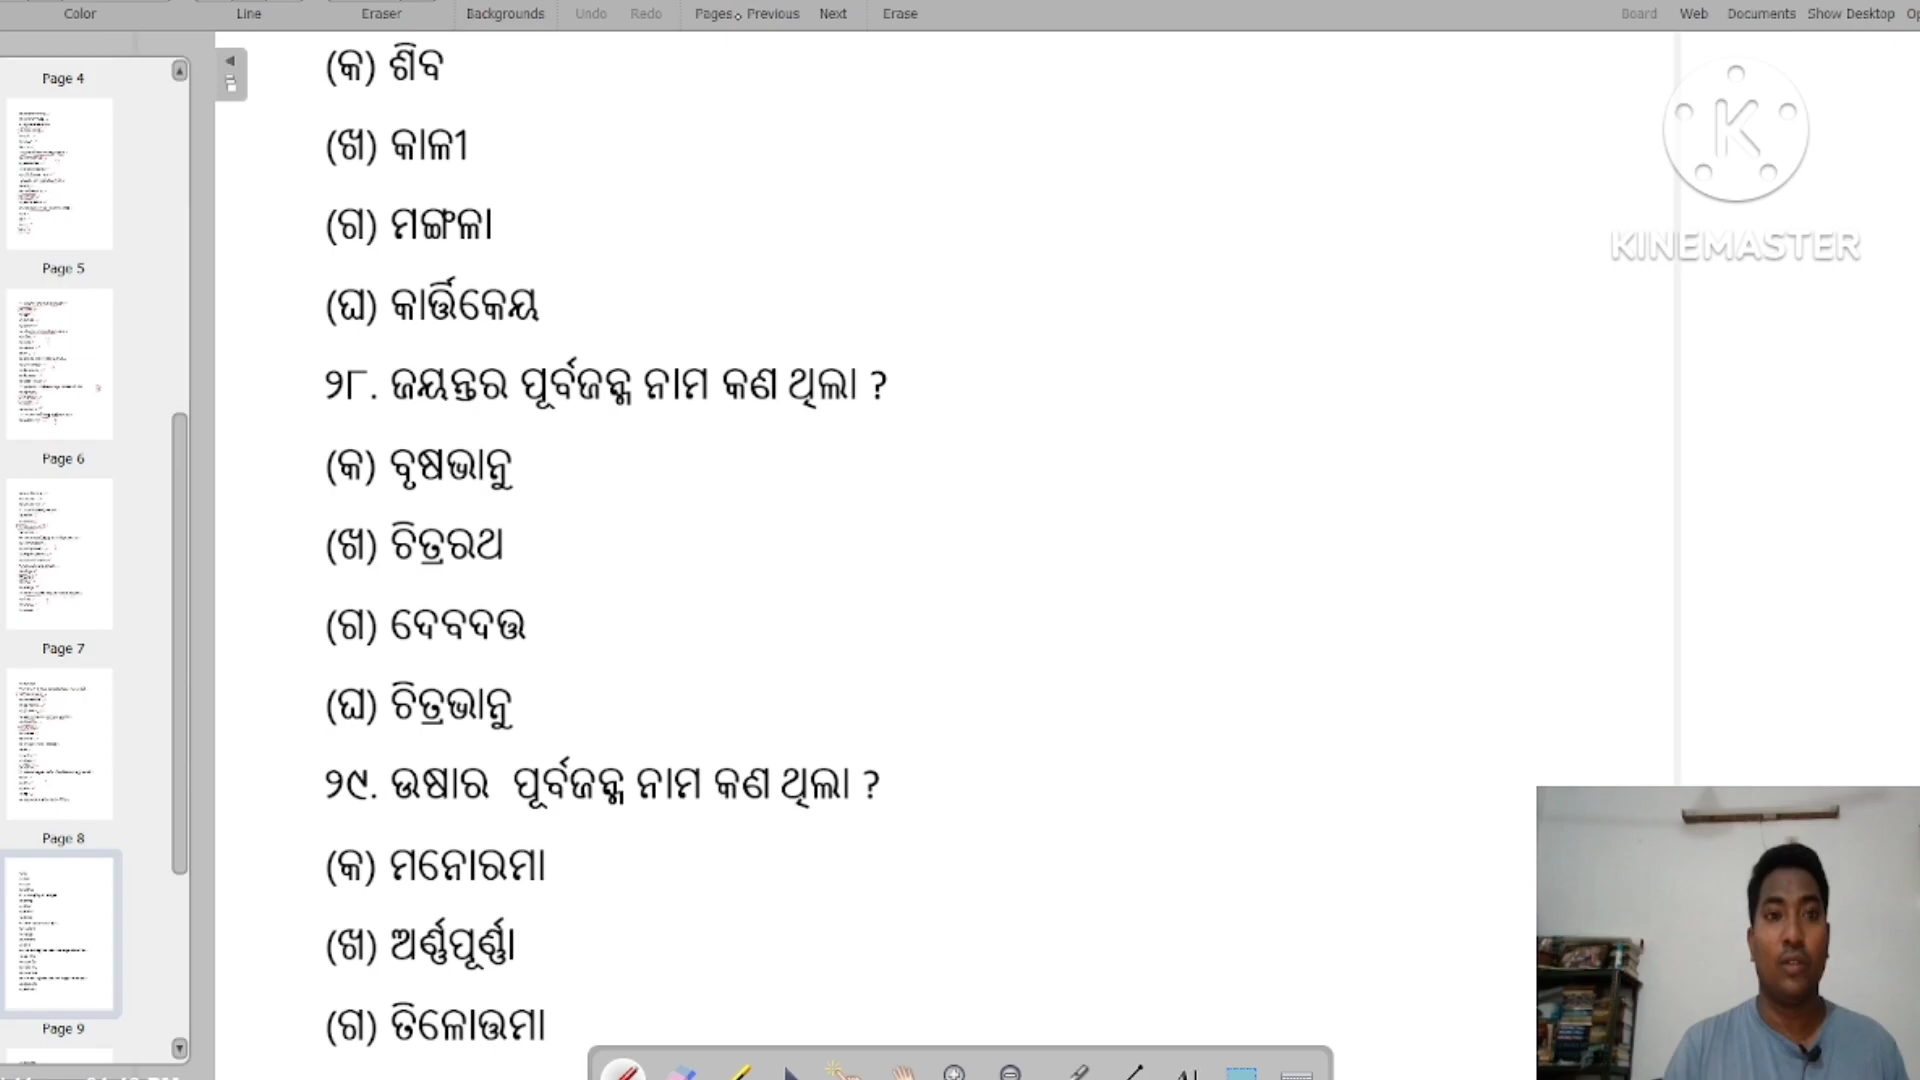 Color Line Eraser Backgrounds Undo Redo Pages Previous Next Erase Board Web Documents Show Desktop
Page 4
Page 5
Page 6
Page 7
Page 8
Page 9
(କ) ଶିବ
(ଖ) କାଳୀ
(ଗ) ମଙ୍ଗଳା
(ଘ) କାର୍ତ୍ତିକେୟ
୨୮. ଜୟନ୍ତର ପୂର୍ବଜନ୍ମ ନାମ କଣ ଥିଲା ?
(କ) ବୃଷଭାନୁ
(ଖ) ଚିତ୍ରରଥ
(ଗ) ଦେବଦତ୍ତ
(ଘ) ଚିତ୍ରଭାନୁ
୨୯. ଉଷାର ପୂର୍ବଜନ୍ମ ନାମ କଣ ଥିଲା ?
(କ) ମନୋରମା
(ଖ) ଅର୍ଣ୍ଣପୂର୍ଣ୍ଣା
(ଗ) ତିଳୋତ୍ତମା
K
KINEMASTER